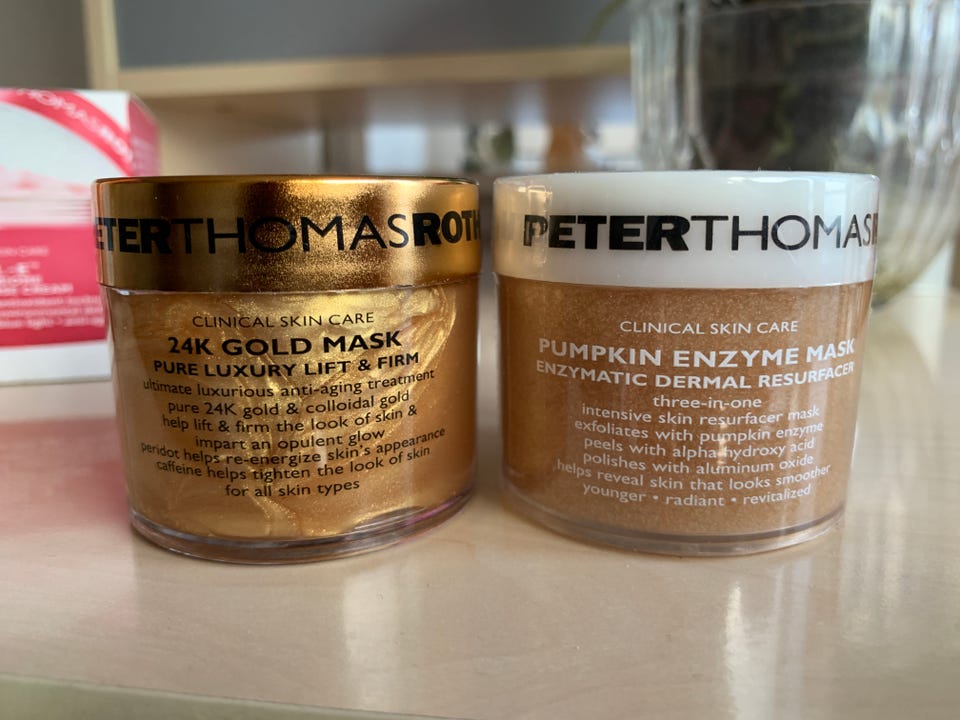 ETERTHOMASROTH
CLINICAL SKIN CARE
24K GOLD MASK
PURE LUXURY LIFT & FIRM
ultimate luxurious anti-aging treatment
pure 24K gold & colloidal gold
help lift & firm the look of skin &
impart an opulent glow
peridot helps re-energize skin's appearance
caffeine helps tighten the look of skin
for all skin types
PETERTHOMAS
CLINICAL SKIN CARE
PUMPKIN ENZYME MASK
ENZYMATIC DERMAL RESURFACER
three-in-one
intensive skin resurfacer mask
exfoliates with pumpkin enzyme
peels with alpha hydroxy acid
polishes with aluminum oxide
helps reveal skin that looks smoother
younger • radiant • revitalized
HOMAS
CREAM